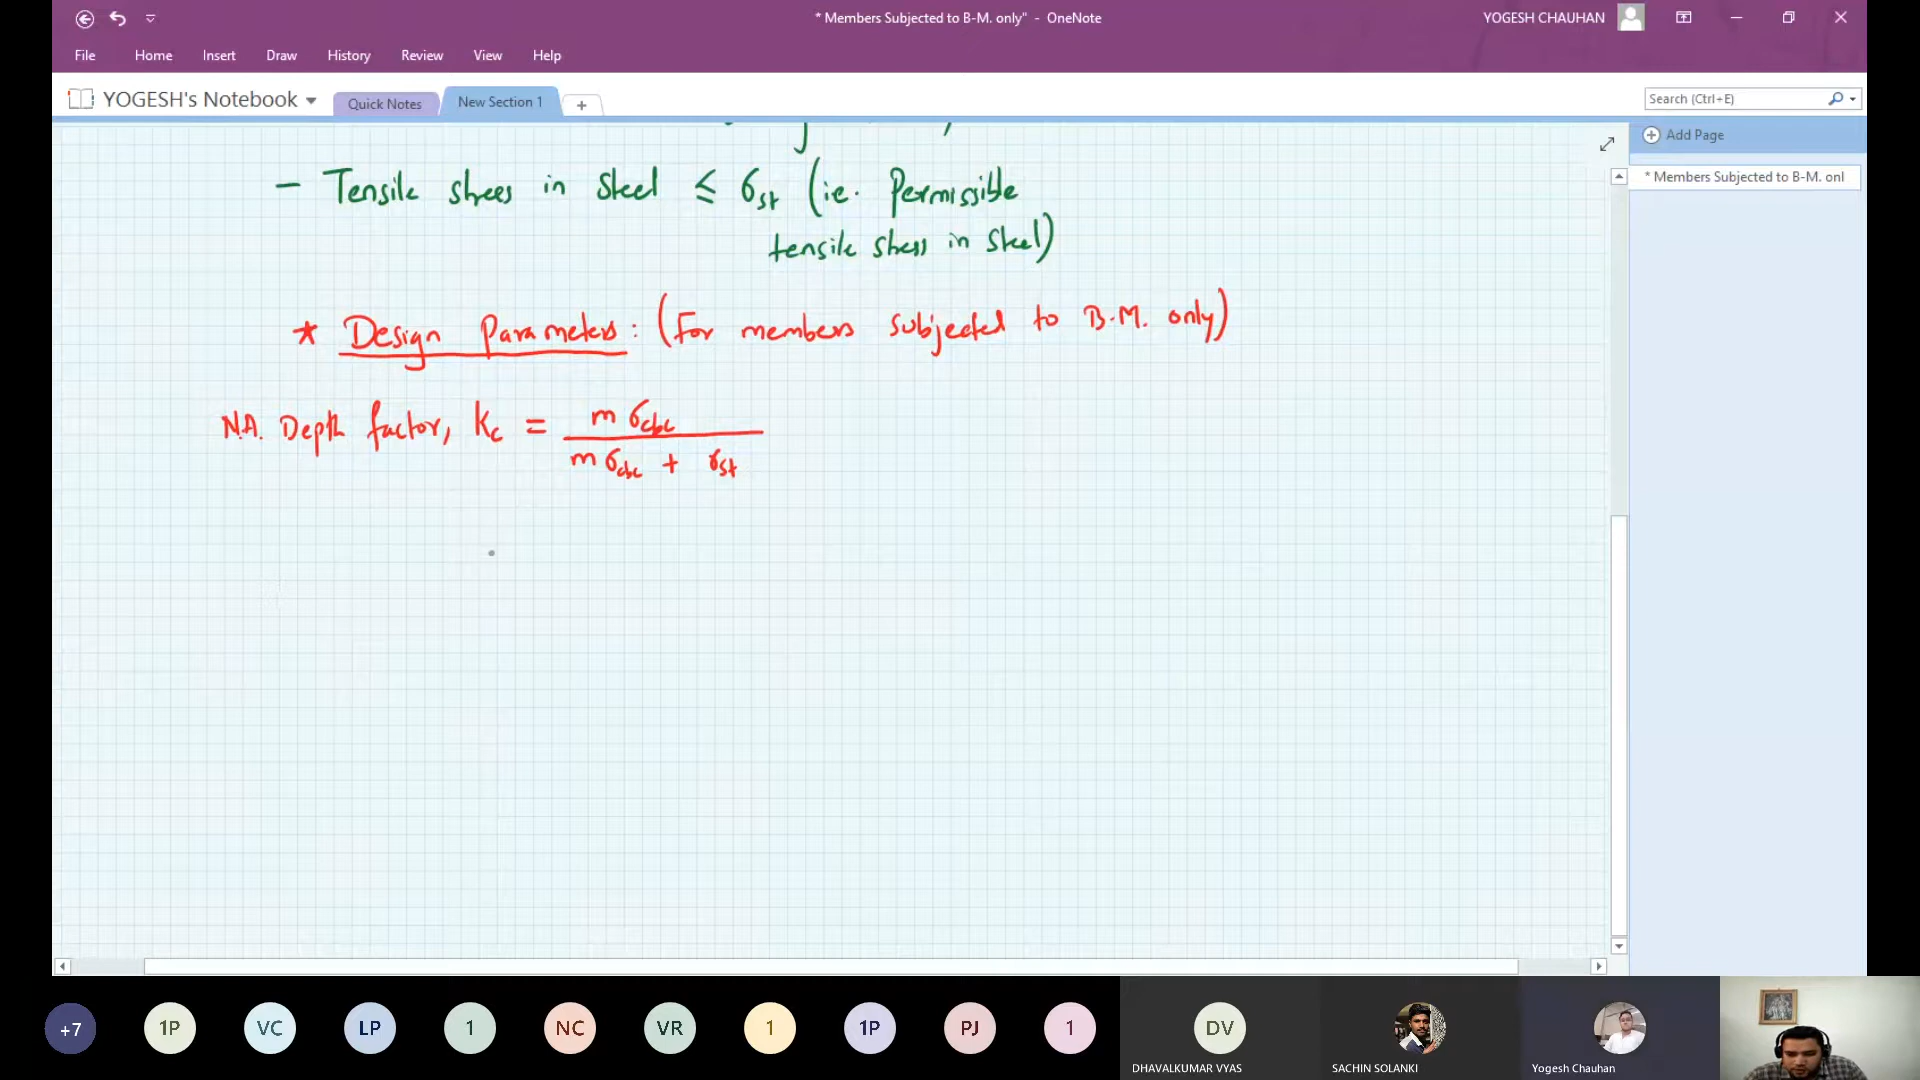 * Members Subjected to B-M. only" - OneNote
YOGESH CHAUHAN
File Home Insert Draw History Review View Help
YOGESH's Notebook
Quick Notes
New Section 1
+
Search (Ctrl+E)
Add Page
* Members Subjected to B-M. onl
- Tensile stress in steel ≤ σst (ie. Permissible
tensile stress in steel)
* Design Parameters : (For members subjected to B.M. only)
N.A. Depth factor, Kc = m σcbc
m σcbc + σst
+7 1P VC LP 1 NC VR 1 1P PJ 1 DV
DHAVALKUMAR VYAS
SACHIN SOLANKI
Yogesh Chauhan